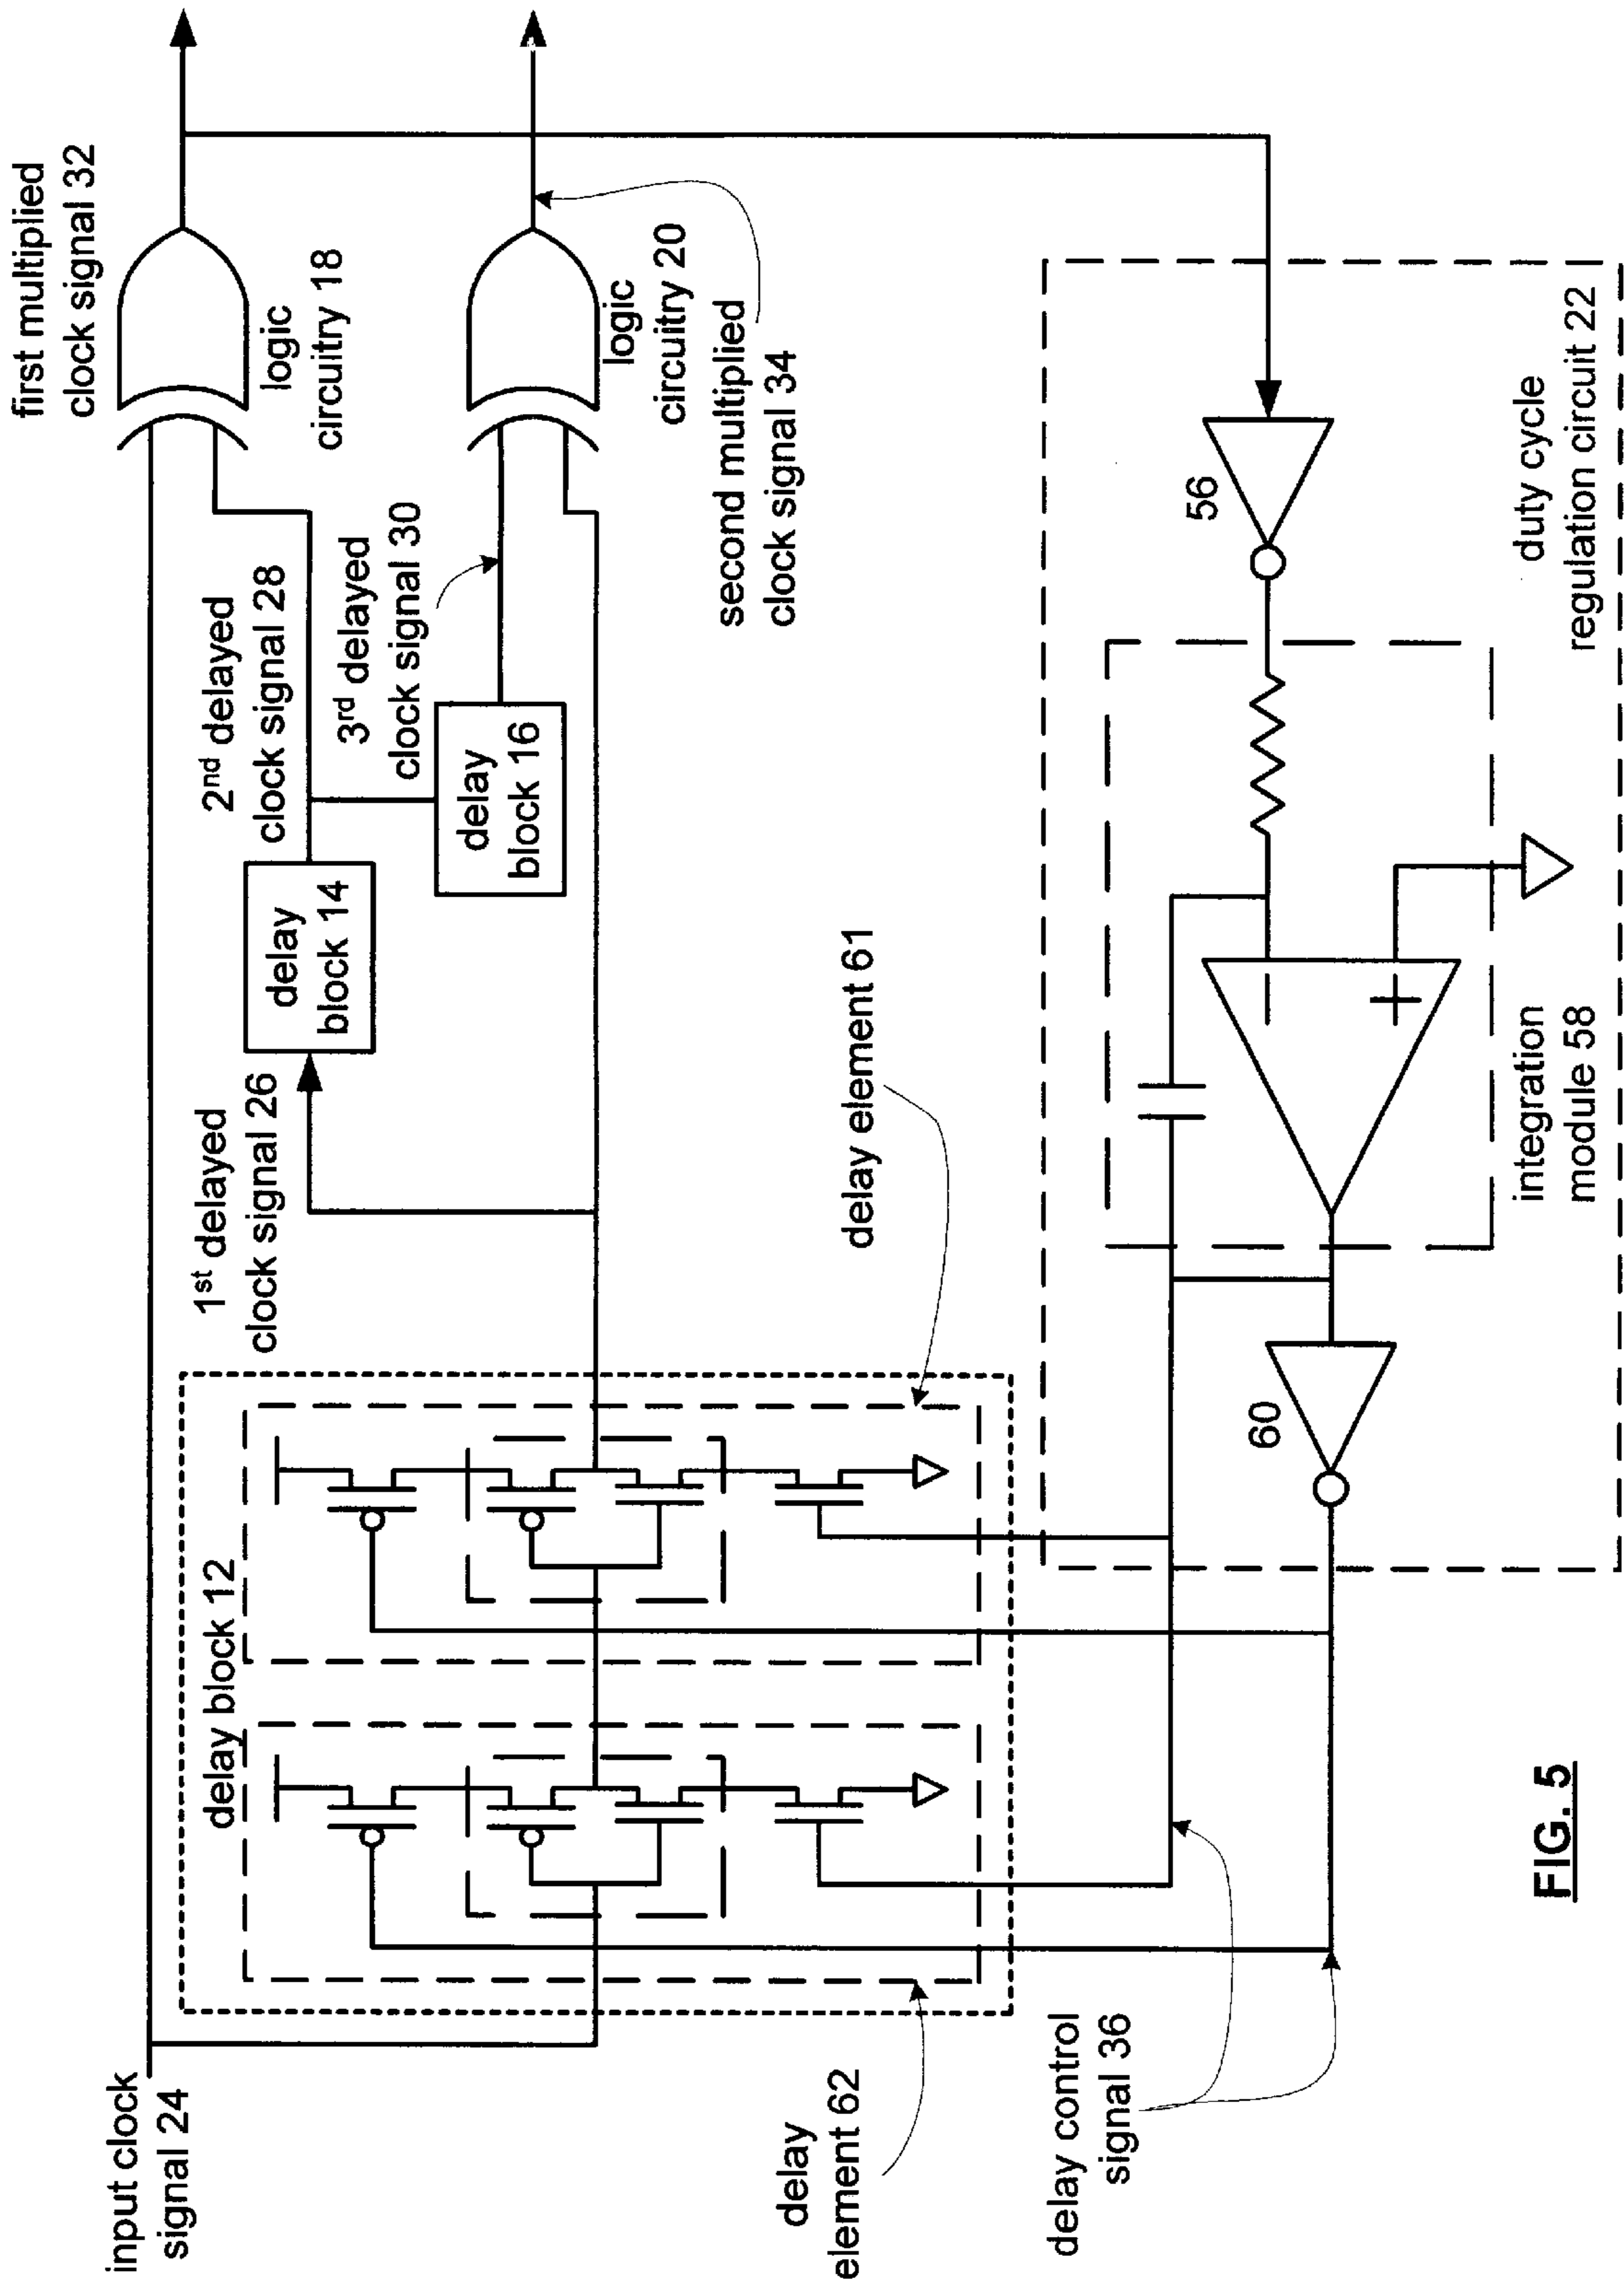 first multiplied
clock signal 32
logic
circuitry 18
2nd delayed
clock signal 28
3rd delayed
clock signal 30
logic
circuitry 20
second multiplied
clock signal 34
1st delayed
clock signal 26
delay
block 14
delay
block 16
input clock
signal 24
delay block 12
delay element 61
delay
element 62
delay control
signal 36
56
60
+
−
integration
module 58
duty cycle
regulation circuit 22
FIG. 5